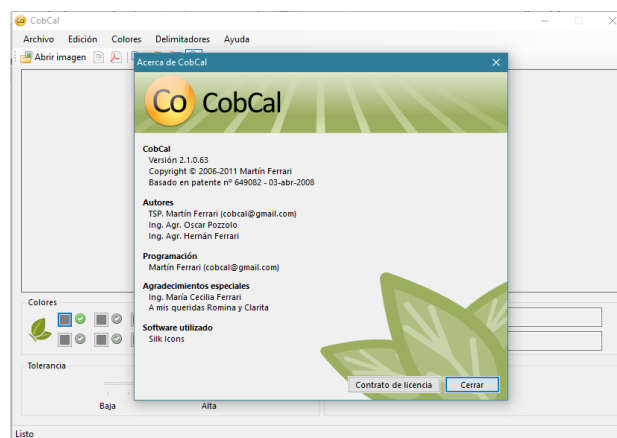 CobCal
Archivo Edición Colores Delimitadores Ayuda
Abrir imagen
Acerca de CobCal
Co CobCal
CobCal
Versión 2.1.0.63
Copyright © 2006-2011 Martín Ferrari
Basado en patente nº 649082 - 03-abr-2008
Autores
TSP. Martín Ferrari (cobcal@gmail.com)
Ing. Agr. Oscar Pozzolo
Ing. Agr. Hernán Ferrari
Programación
Martín Ferrari (cobcal@gmail.com)
Agradecimientos especiales
Ing. María Cecilia Ferrari
A mis queridas Romina y Clarita
Software utilizado
Silk Icons
Contrato de licencia Cerrar
Colores
Tolerancia
Baja Alta
Listo